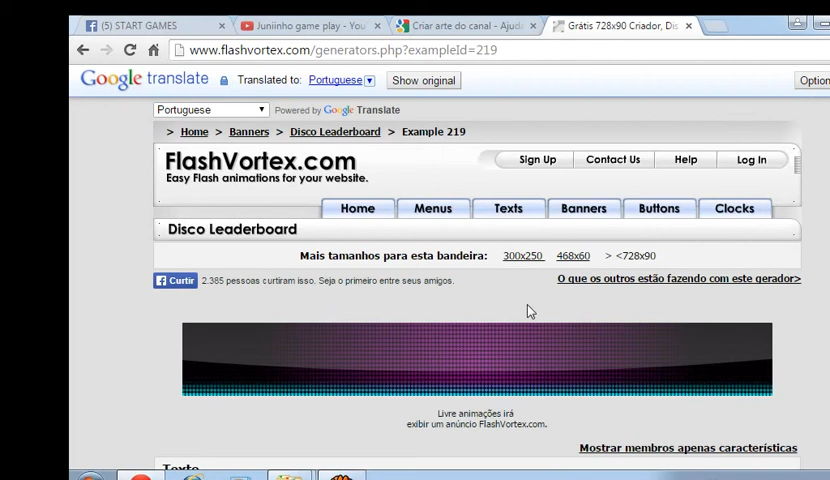 (5) START GAMES
Juniinho game play - You
Criar arte do canal - Ajuda
Grátis 728x90 Criador, Dis
www.flashvortex.com/generators.php?exampleId=219
Google translate Translated to: Portuguese Show original Option
Portuguese Powered by Google Translate
> Home > Banners > Disco Leaderboard > Example 219
FlashVortex.com
Easy Flash animations for your website.
Sign Up Contact Us Help Log In
Home Menus Texts Banners Buttons Clocks
Disco Leaderboard
Mais tamanhos para esta bandeira: 300x250 468x60 > <728x90
Curtir 2.385 pessoas curtiram isso. Seja o primeiro entre seus amigos.
O que os outros estão fazendo com este gerador>
Livre animações irá
exibir um anúncio FlashVortex.com.
Mostrar membros apenas características
Texto